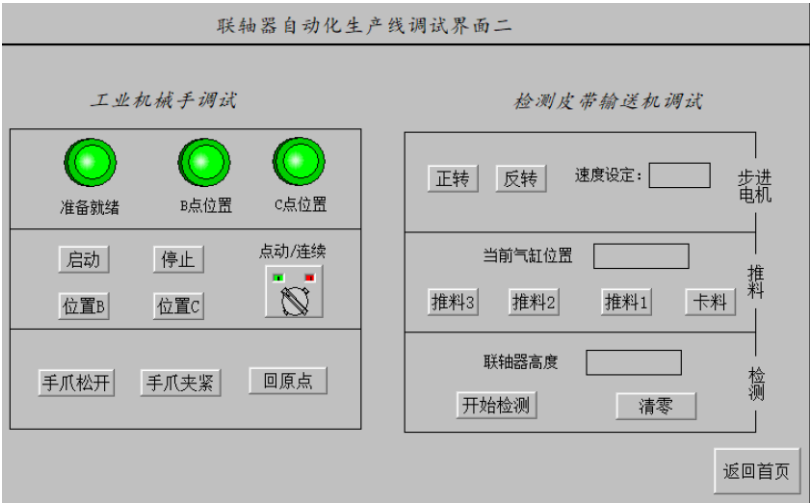 联轴器自动化生产线调试界面二
工业机械手调试
准备就绪 B点位置 C点位置
启动 停止 点动/连续
位置B 位置C
手爪松开 手爪夹紧 回原点
检测皮带输送机调试
正转 反转 速度设定:
步进
电机
当前气缸位置
推料3 推料2 推料1 卡料
推
料
联轴器高度
开始检测 清零
检
测
返回首页